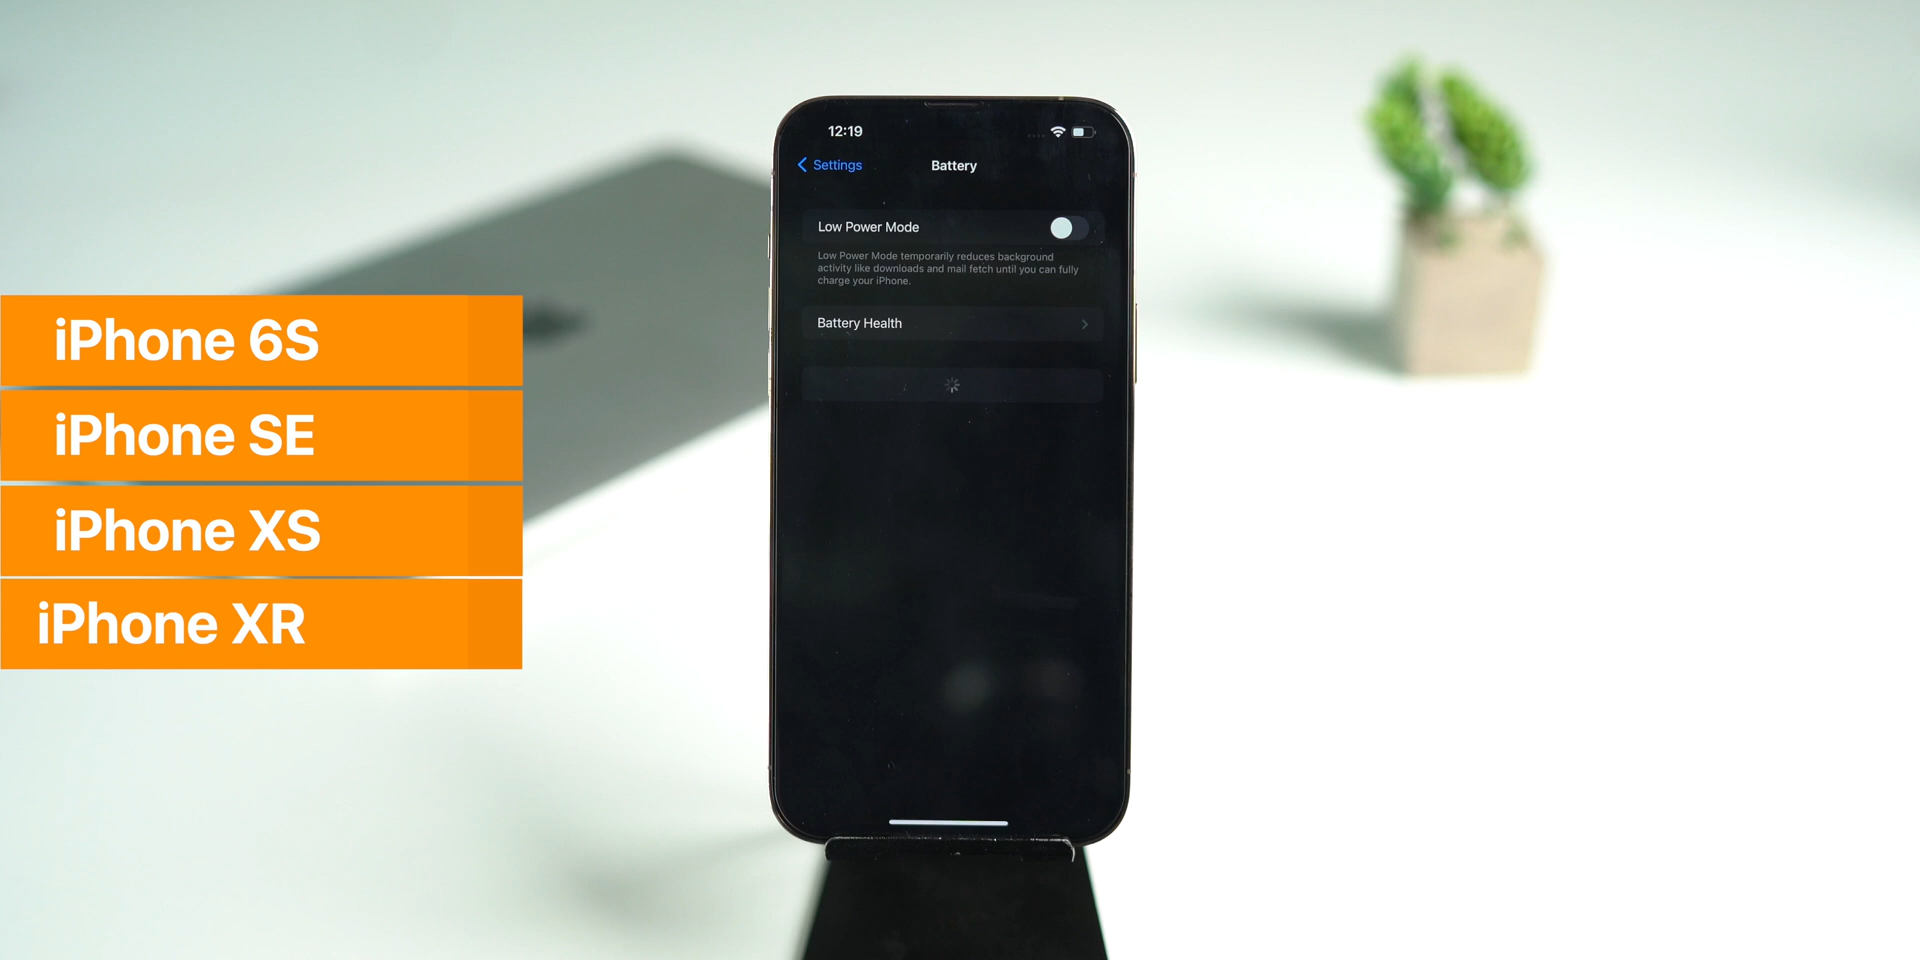 iPhone 6S
iPhone SE
iPhone XS
iPhone XR
12:19
Settings
Battery
Low Power Mode
Low Power Mode temporarily reduces background
activity like downloads and mail fetch until you can fully
charge your iPhone.
Battery Health